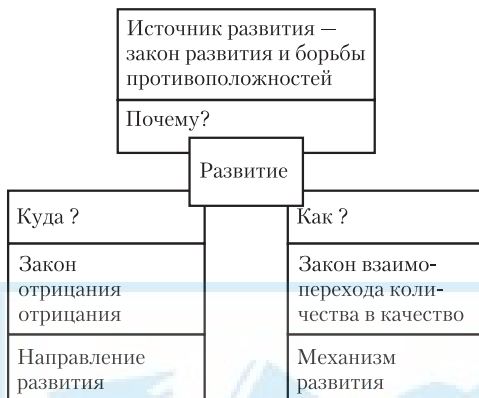 Источник развития —
закон развития и борьбы
противоположностей
Почему?
Развитие
Куда ?
Закон
отрицания
отрицания
Направление
развития
Как ?
Закон взаимо-
перехода коли-
чества в качество
Механизм
развития